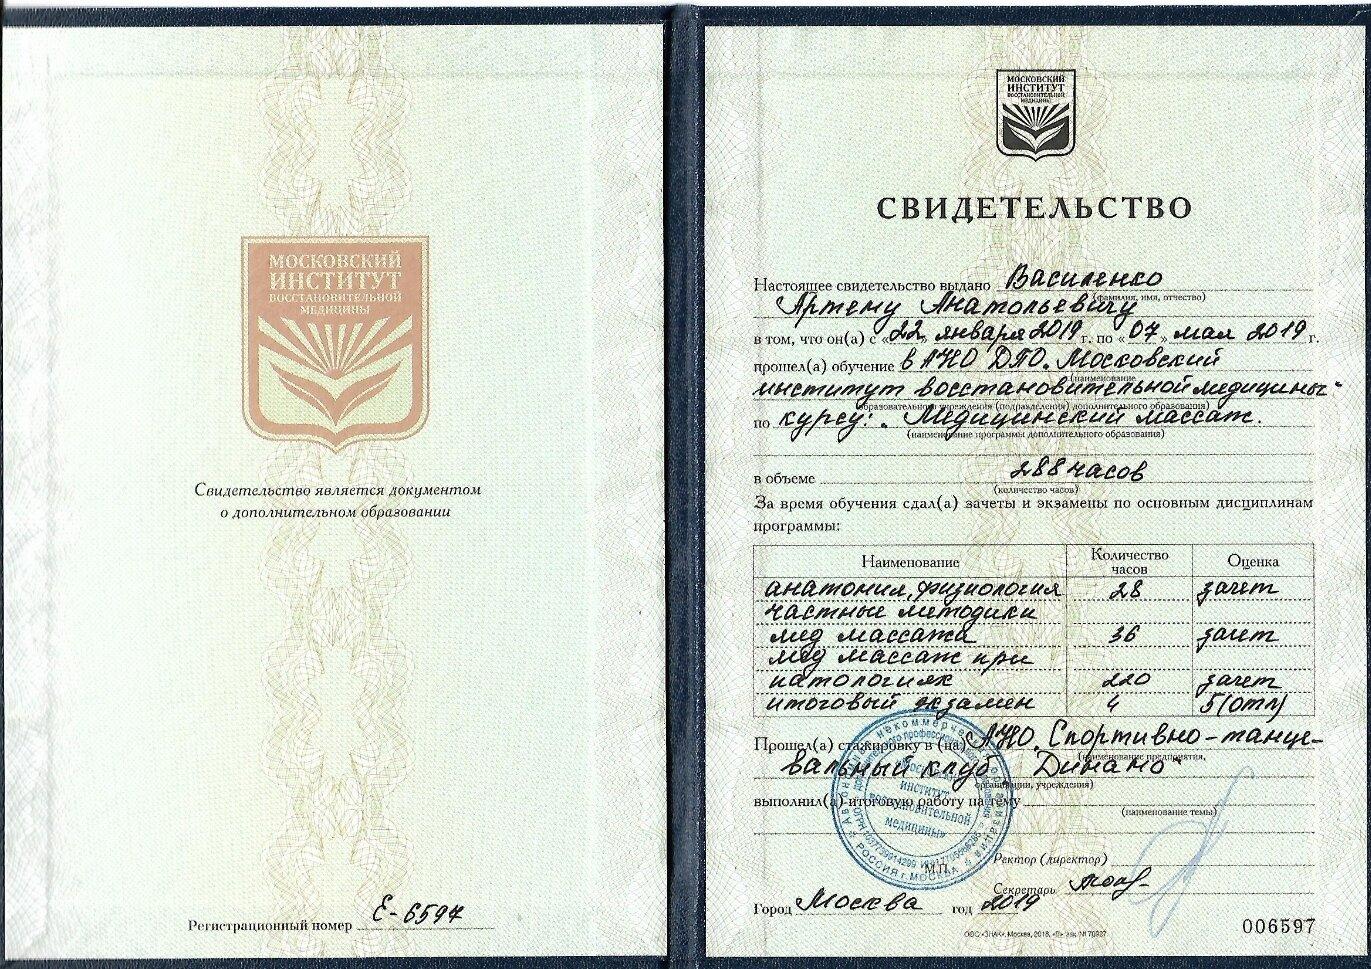 МОСКОВСКИЙ
ИНСТИТУТ
ВОССТАНОВИТЕЛЬНОЙ
МЕДИЦИНЫ
Свидетельство является документом
о дополнительном образовании
Регистрационный номер Е-6597
МОСКОВСКИЙ
ИНСТИТУТ
ВОССТАНОВИТЕЛЬНОЙ
МЕДИЦИНЫ
СВИДЕТЕЛЬСТВО
Настоящее свидетельство выдано Василенко
(фамилия, имя, отчество)
Артему Анатольевичу
в том, что он(а) с «22» января 2019 г. по «07» мая 2019 г.
прошел(а) обучение в АНО ДПО „Московский
(наименование
институт восстановительной медицины“
образовательного учреждения (подразделения) дополнительного образования)
по курсу: „Медицинский массаж“.
(наименование программы дополнительного образования)
в объеме 288 часов
(количество часов)
За время обучения сдал(а) зачеты и экзамены по основным дисциплинам
программы:
Наименование Количество часов Оценка
анатомия, физиология 28 зачет
частные методики
мед массажа 36 зачет
мед массаж при
патологиях 220 зачет
итоговый экзамен 4 5(отл)
Прошел(а) стажировку в (на) АНО „Спортивно-танце-
(наименование предприятия,
вальный клуб „Динамо“
организации, учреждения)
выполнил(а) итоговую работу на тему
(наименование темы)
Ректор (директор)
Секретарь
М.П.
Город Москва год 2019
006597
институт
восстановительной
медицины»
РОССИЯ г. МОСКВА